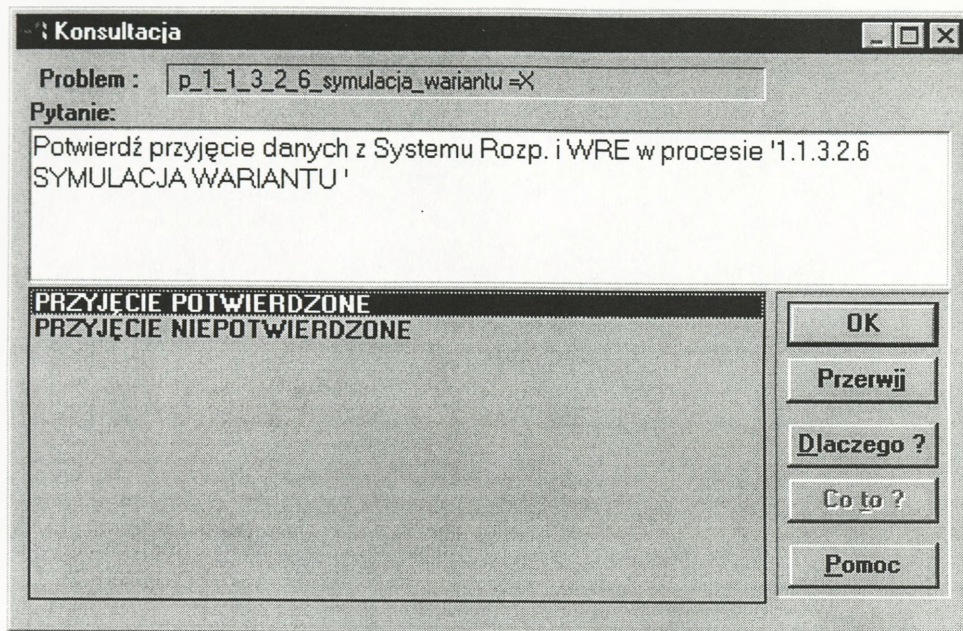 Konsultacja
Problem : p_1_1_3_2_6_symulacja_wariantu =X
Pytanie:
Potwierdź przyjęcie danych z Systemu Rozp. i WRE w procesie '1.1.3.2.6
SYMULACJA WARIANTU '
PRZYJĘCIE POTWIERDZONE
PRZYJĘCIE NIEPOTWIERDZONE
OK
Przerwij
Dlaczego ?
Co to ?
Pomoc